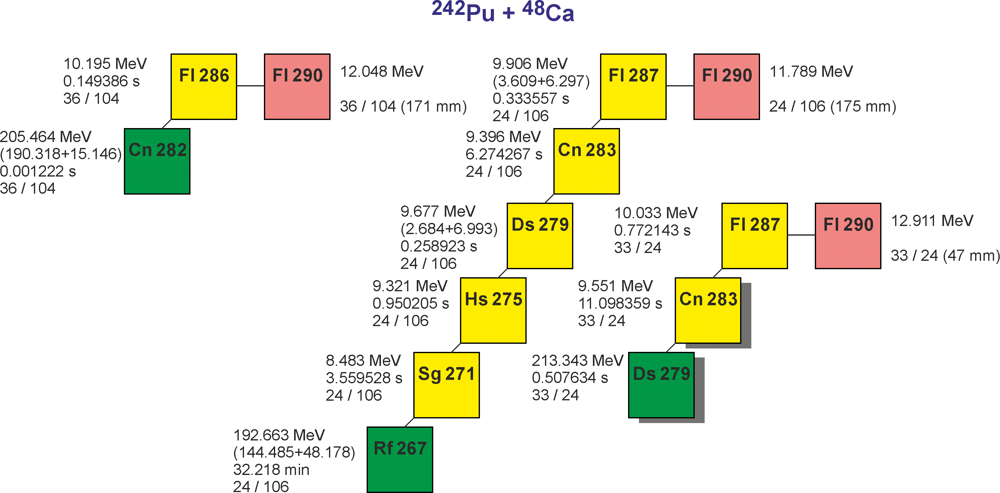 ²⁴²Pu + ⁴⁸Ca
10.195 MeV
0.149386 s
36 / 104
Fl 286
Fl 290
12.048 MeV
36 / 104 (171 mm)
205.464 MeV
(190.318+15.146)
0.001222 s
36 / 104
Cn 282
9.906 MeV
(3.609+6.297)
0.333557 s
24 / 106
Fl 287
Fl 290
11.789 MeV
24 / 106 (175 mm)
9.396 MeV
6.274267 s
24 / 106
Cn 283
9.677 MeV
(2.684+6.993)
0.258923 s
24 / 106
Ds 279
9.321 MeV
0.950205 s
24 / 106
Hs 275
8.483 MeV
3.559528 s
24 / 106
Sg 271
192.663 MeV
(144.485+48.178)
32.218 min
24 / 106
Rf 267
10.033 MeV
0.772143 s
33 / 24
Fl 287
Fl 290
12.911 MeV
33 / 24 (47 mm)
9.551 MeV
11.098359 s
33 / 24
Cn 283
213.343 MeV
0.507634 s
33 / 24
Ds 279